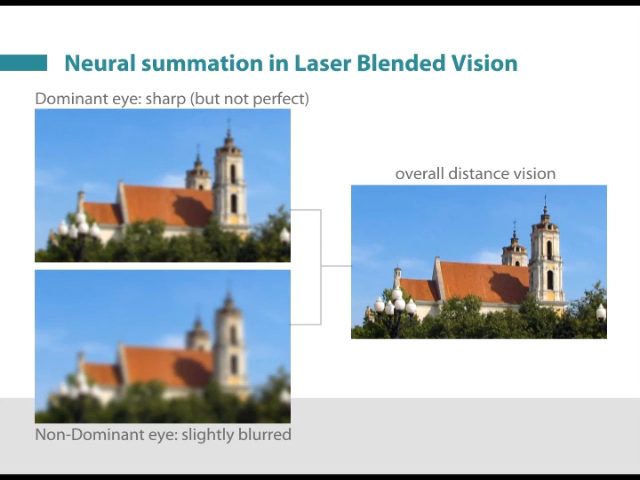 Neural summation in Laser Blended Vision
Dominant eye: sharp (but not perfect)
overall distance vision
Non-Dominant eye: slightly blurred